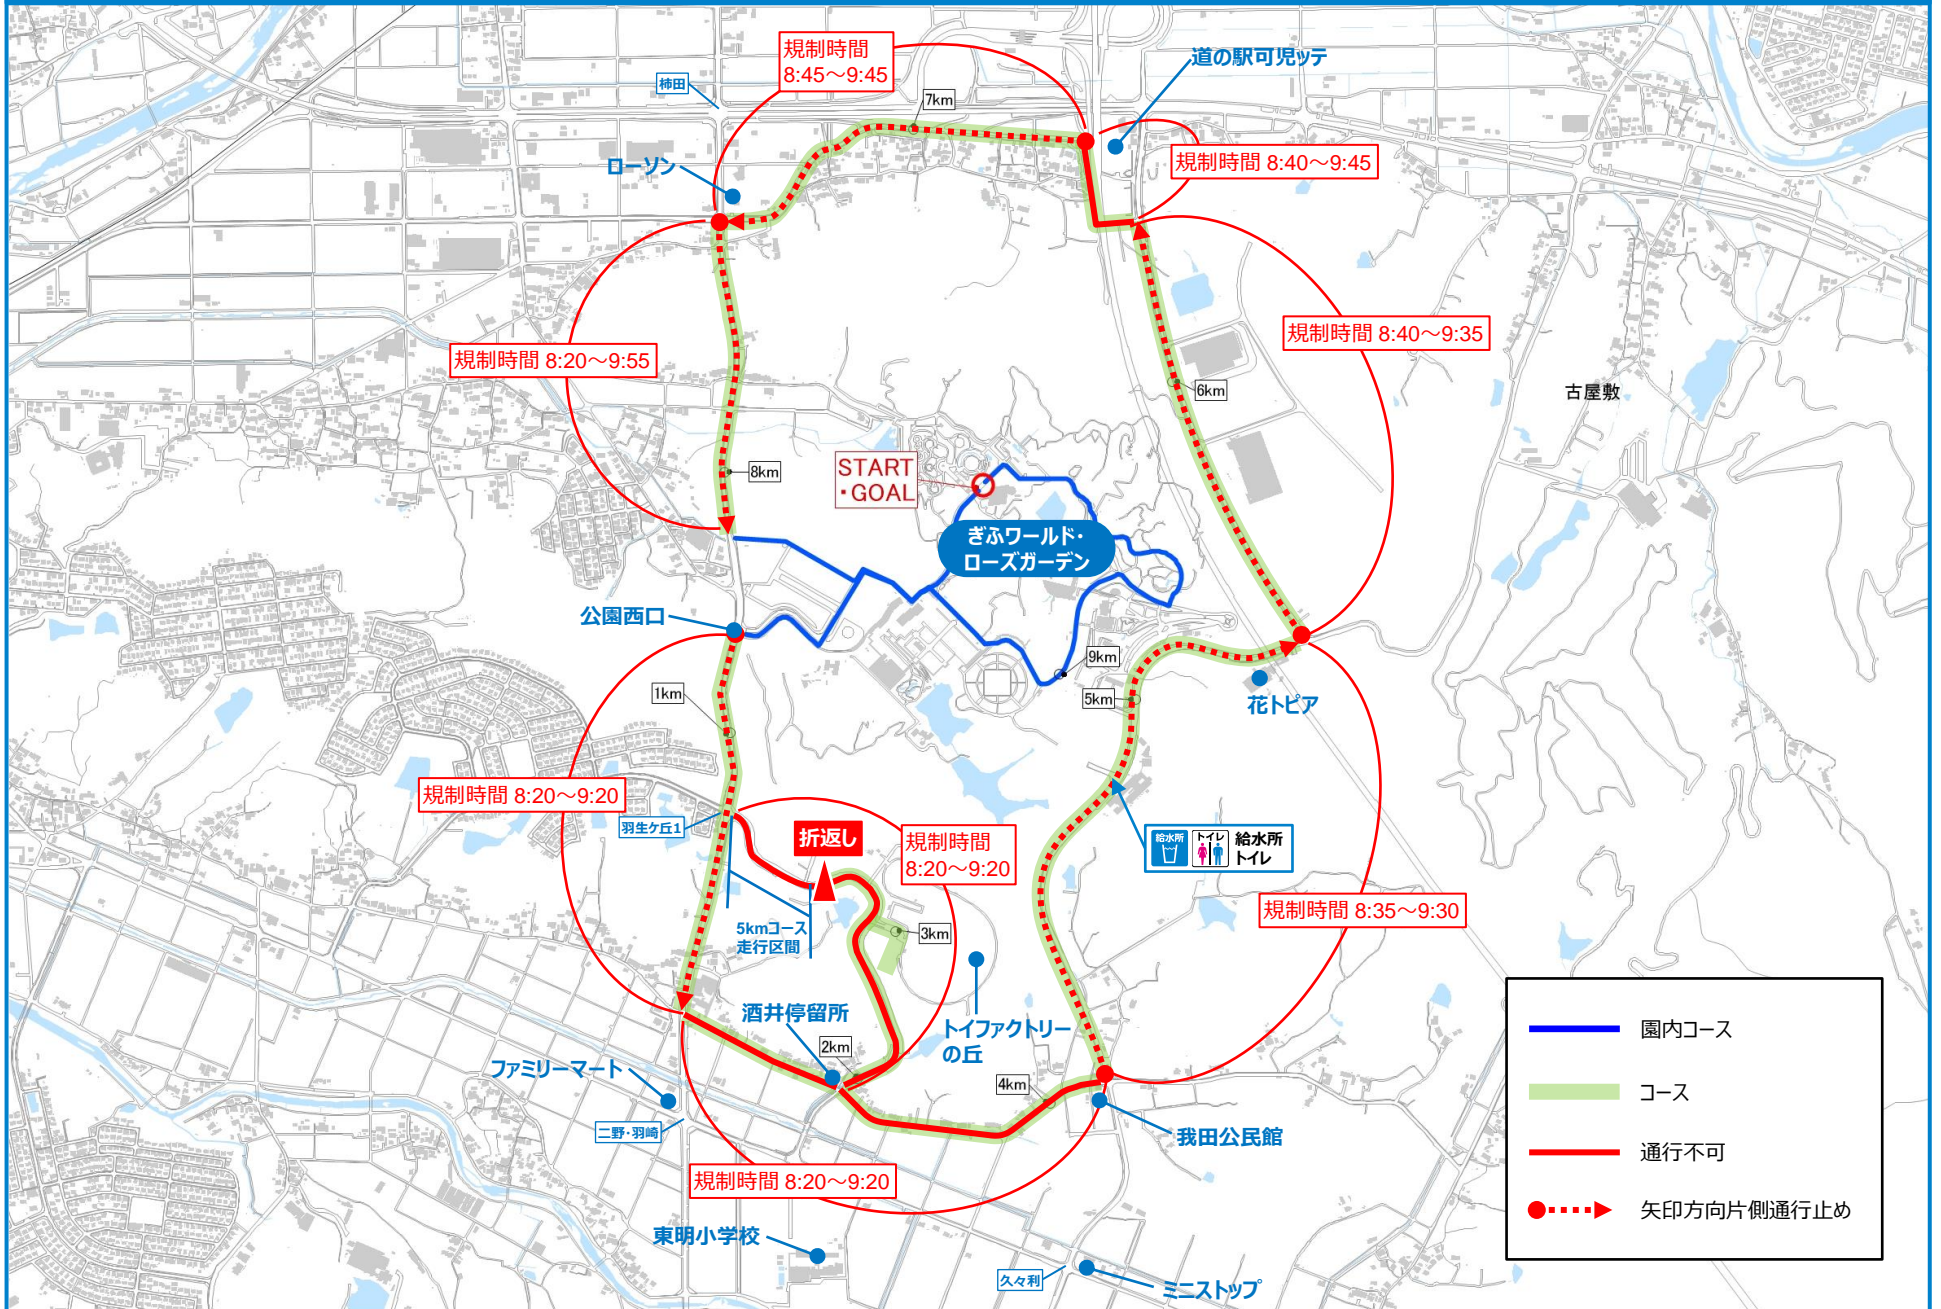 規制時間
8:45～9:45
道の駅可児ッテ
柿田
7km
規制時間 8:40～9:45
ローソン
規制時間 8:40～9:35
規制時間 8:20～9:55
6km
古屋敷
START
・GOAL
8km
ぎふワールド・
ローズガーデン
公園西口
9km
1km
5km
花トピア
規制時間 8:20～9:20
羽生ケ丘1
折返し
規制時間
8:20～9:20
給水所
トイレ
給水所
トイレ
規制時間 8:35～9:30
5kmコース
走行区間
3km
酒井停留所
トイファクトリー
の丘
2km
ファミリーマート
4km
二野・羽崎
我田公民館
規制時間 8:20～9:20
東明小学校
久々利
ミニストップ
園内コース
コース
通行不可
矢印方向片側通行止め